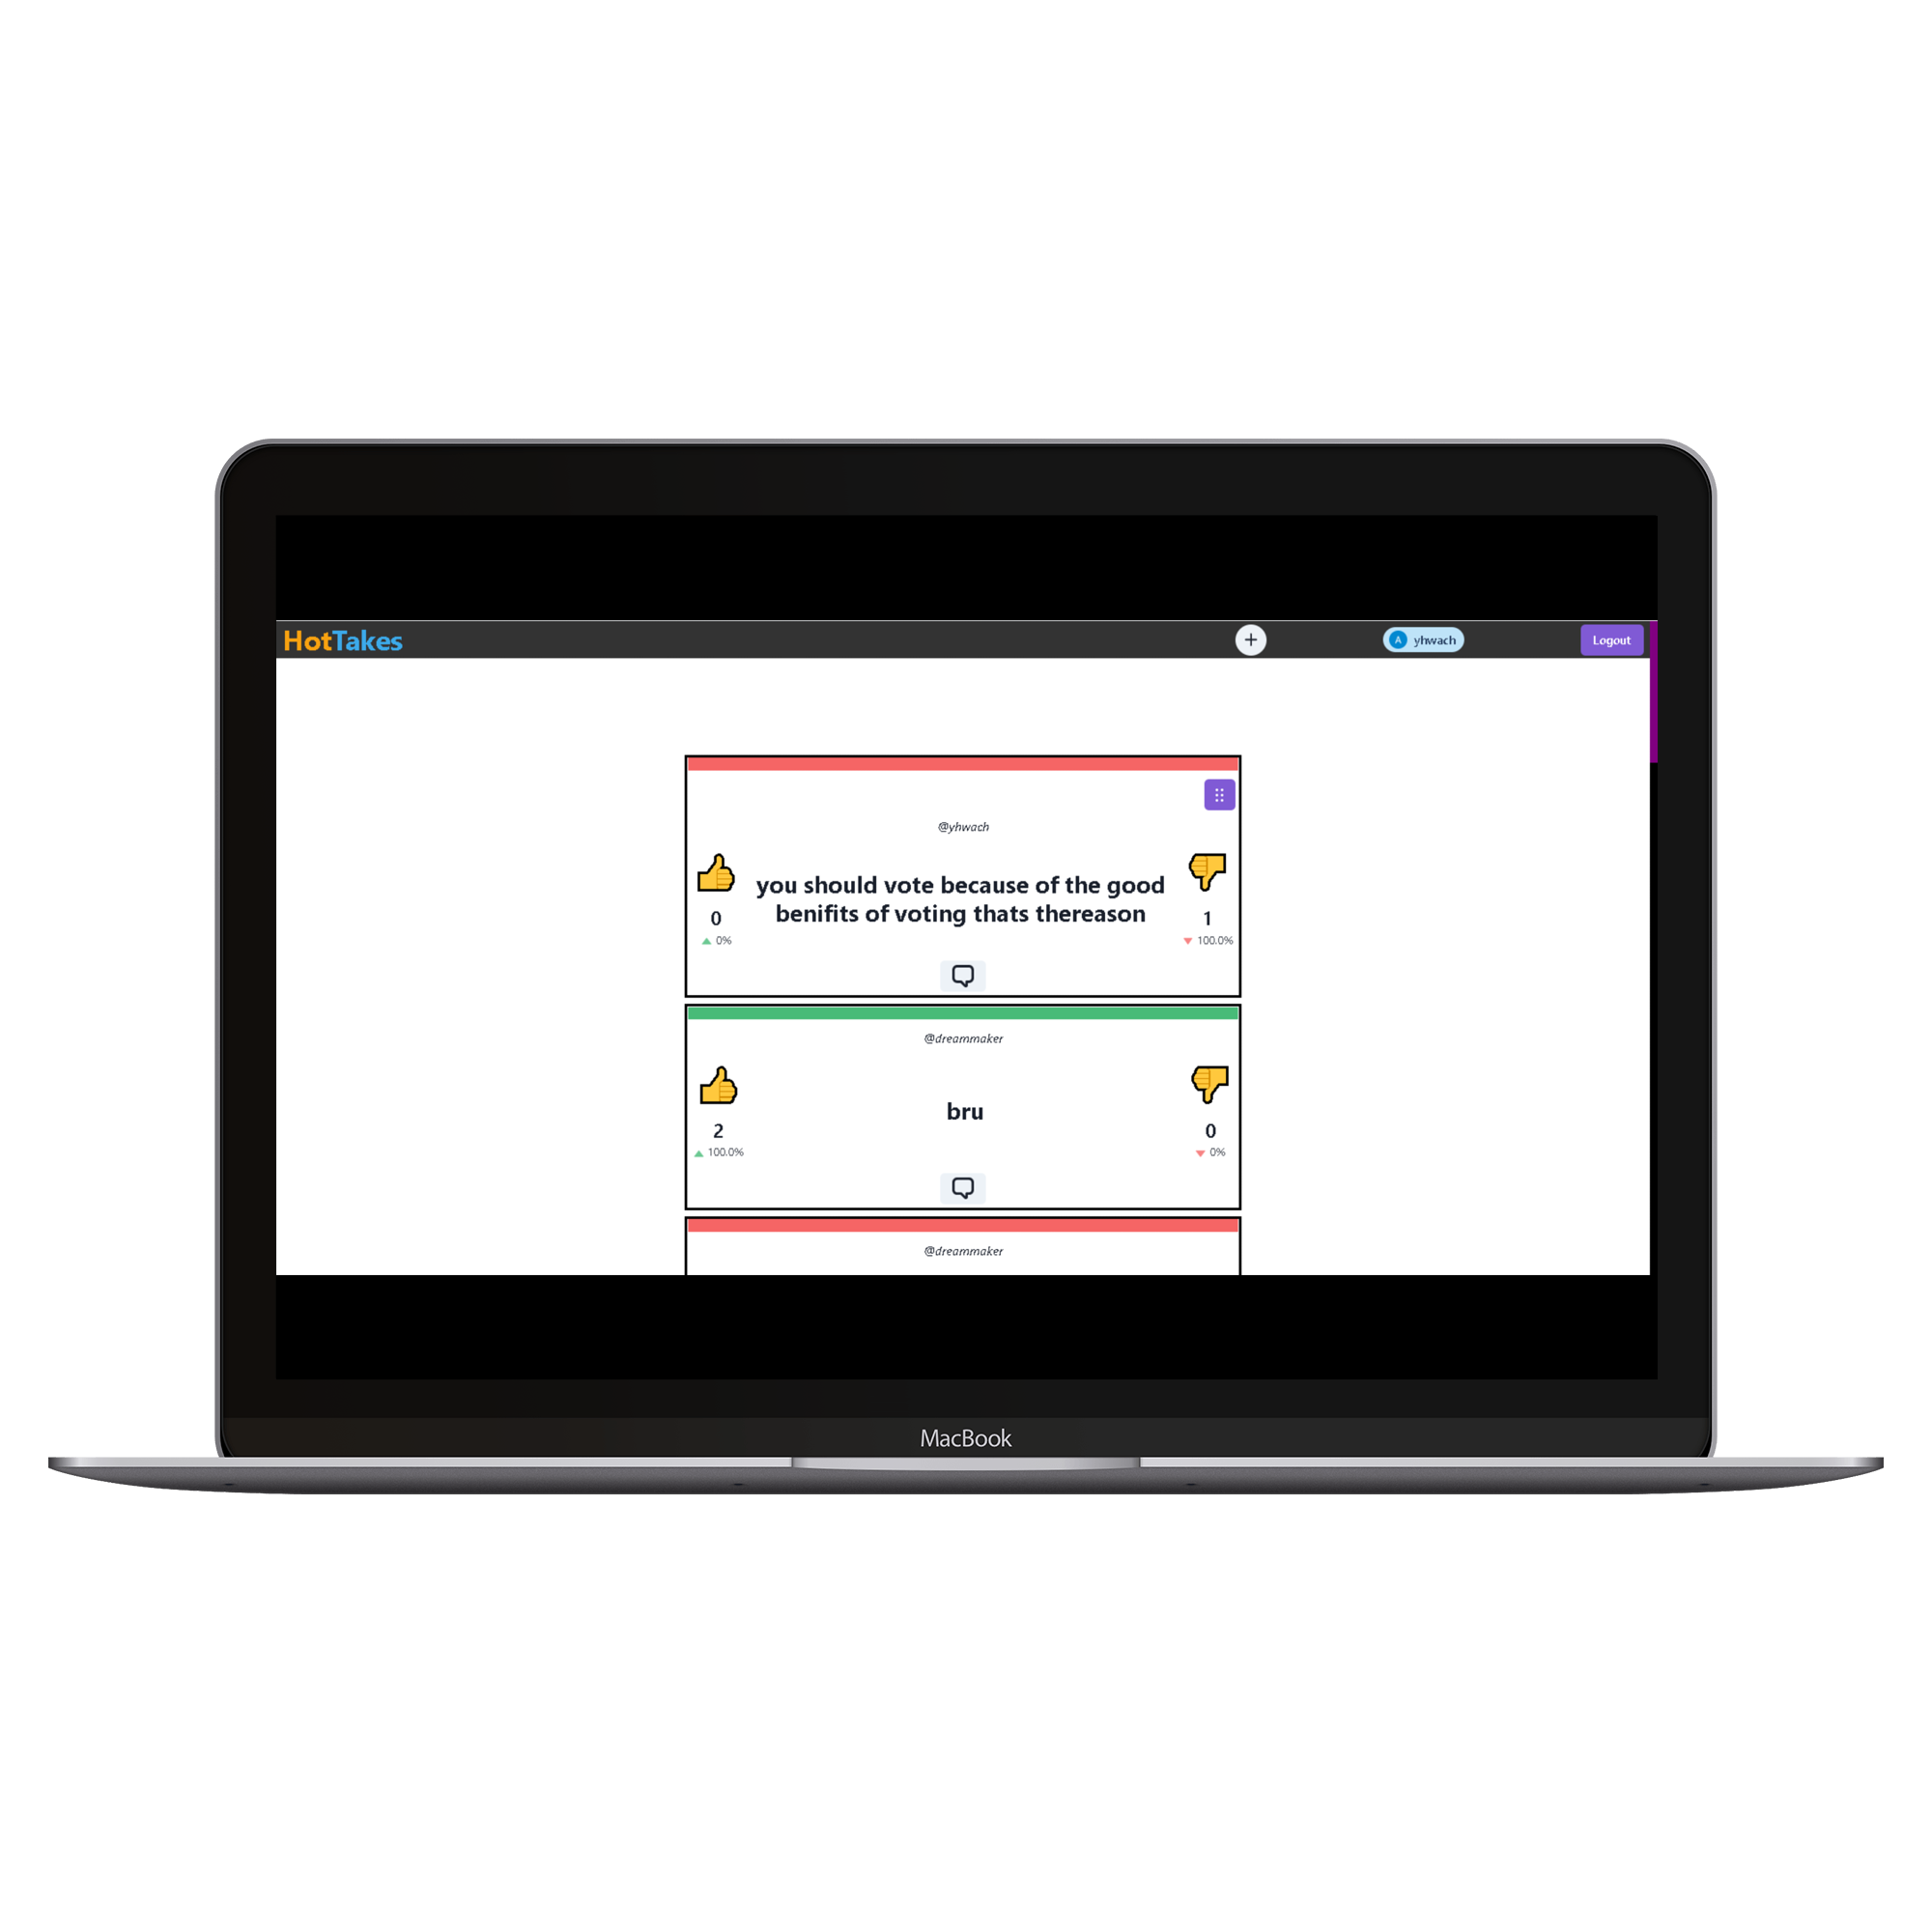 HotTakes
+
A yhwach
Logout
@yhwach
you should vote because of the good
benifits of voting thats thereason
0
0%
1
100.0%
@dreammaker
bru
2
100.0%
0
0%
@dreammaker
MacBook